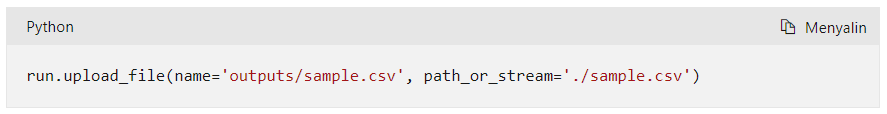 Python
Menyalin
run.upload_file(name='outputs/sample.csv', path_or_stream='./sample.csv')